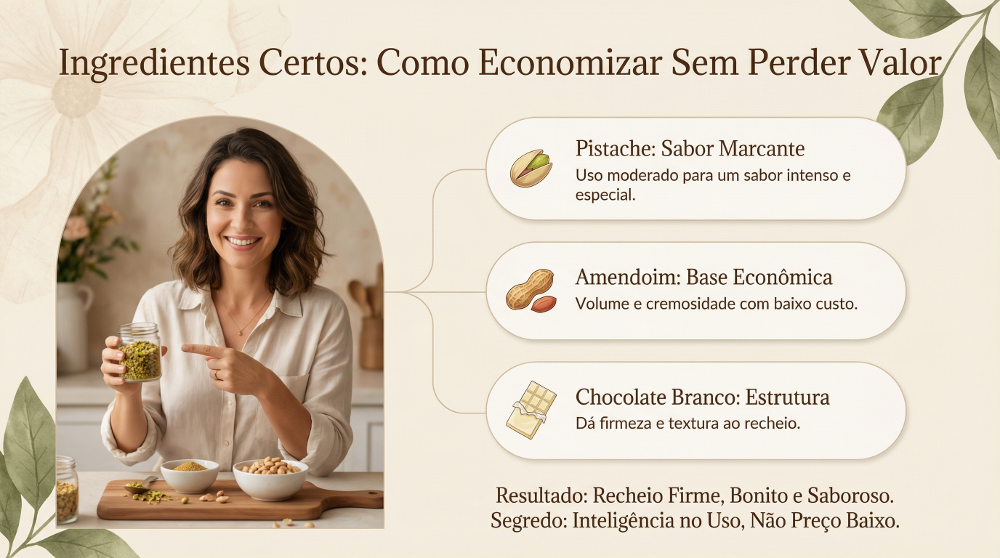 Ingredientes Certos: Como Economizar Sem Perder Valor
Pistache: Sabor Marcante
Uso moderado para um sabor intenso e
especial.
Amendoim: Base Econômica
Volume e cremosidade com baixo custo.
Chocolate Branco: Estrutura
Dá firmeza e textura ao recheio.
Resultado: Recheio Firme, Bonito e Saboroso.
Segredo: Inteligência no Uso, Não Preço Baixo.